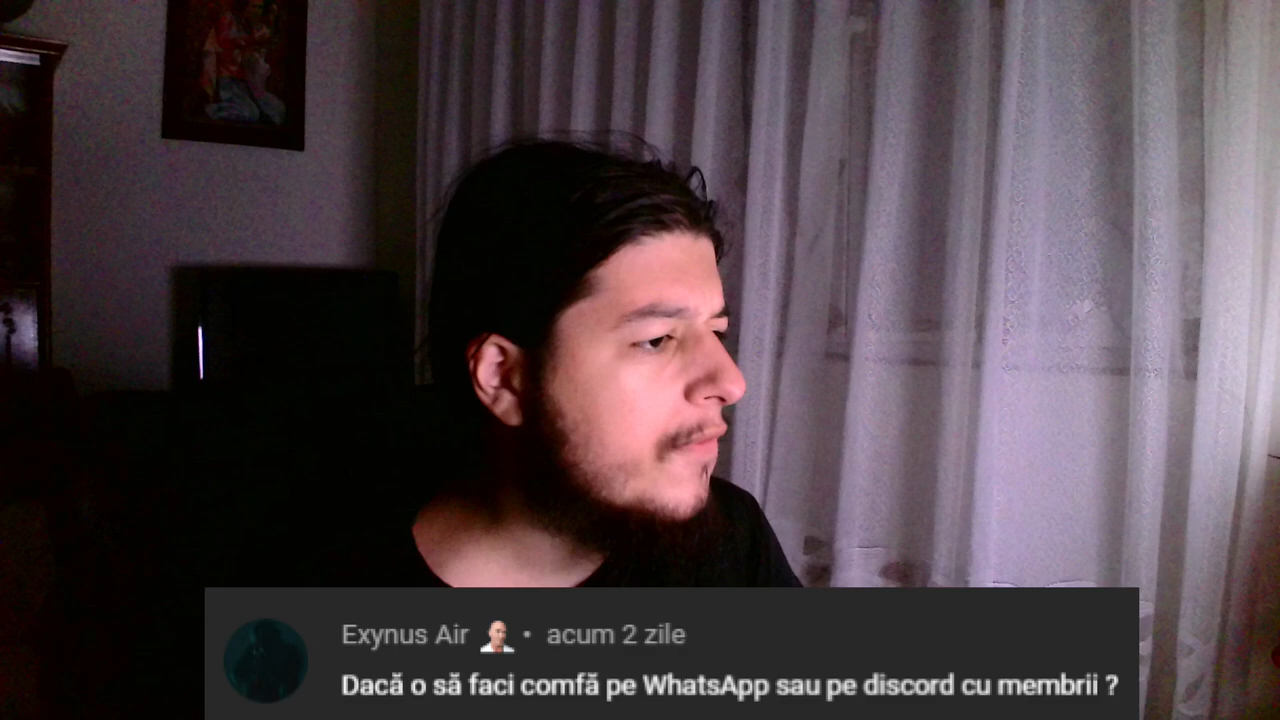 Exynus Air • acum 2 zile
Dacă o să faci comfă pe WhatsApp sau pe discord cu membrii ?